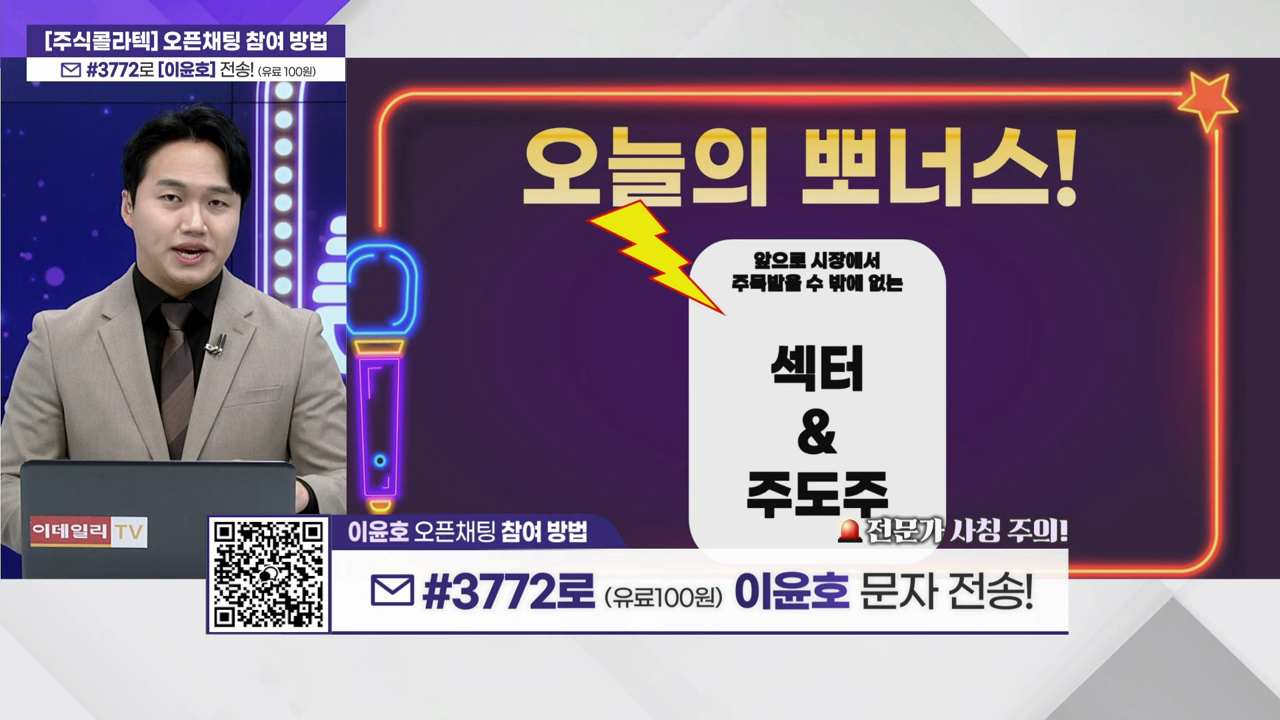 [주식콜라텍] 오픈채팅 참여 방법
#3772로 [이윤호] 전송! (유료 100원)
오늘의 뽀너스!
앞으로 시장에서
주목받을 수 밖에 없는
섹터
&
주도주
이데일리 TV
이윤호 오픈채팅 참여 방법
전문가 사칭 주의!
#3772로 (유료100원) 이윤호 문자 전송!